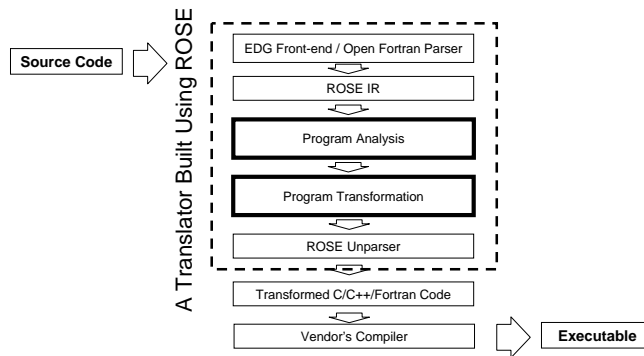 Source Code
A Translator Built Using ROSE
EDG Front-end / Open Fortran Parser
ROSE IR
Program Analysis
Program Transformation
ROSE Unparser
Transformed C/C++/Fortran Code
Vendor's Compiler
Executable